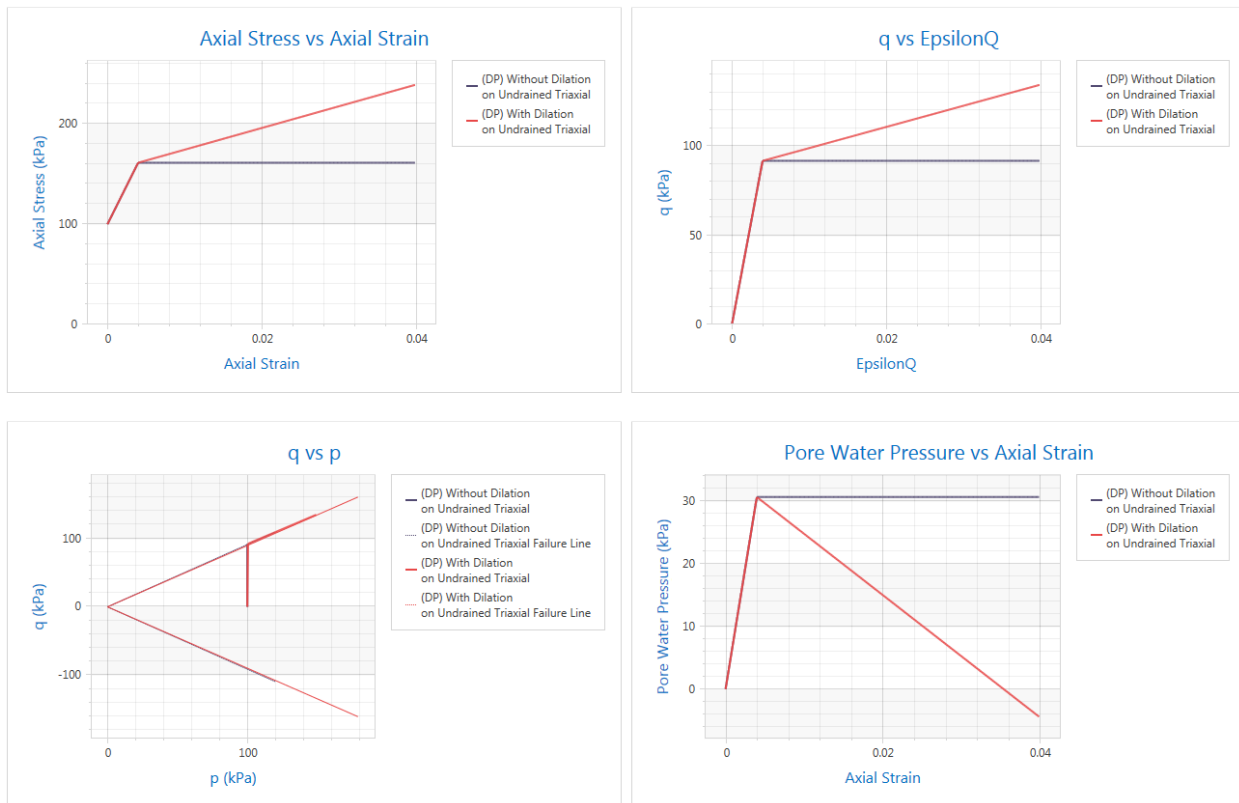 Axial Stress vs Axial Strain
Axial Stress (kPa)
200
100
0
0
0.02
0.04
Axial Strain
(DP) Without Dilation
on Undrained Triaxial
(DP) With Dilation
on Undrained Triaxial
q vs EpsilonQ
q (kPa)
100
50
0
0
0.02
0.04
EpsilonQ
(DP) Without Dilation
on Undrained Triaxial
(DP) With Dilation
on Undrained Triaxial
q vs p
q (kPa)
100
0
-100
0
100
p (kPa)
(DP) Without Dilation
on Undrained Triaxial
(DP) Without Dilation
on Undrained Triaxial Failure Line
(DP) With Dilation
on Undrained Triaxial
(DP) With Dilation
on Undrained Triaxial Failure Line
Pore Water Pressure vs Axial Strain
Pore Water Pressure (kPa)
30
20
10
0
0
0.02
0.04
Axial Strain
(DP) Without Dilation
on Undrained Triaxial
(DP) With Dilation
on Undrained Triaxial